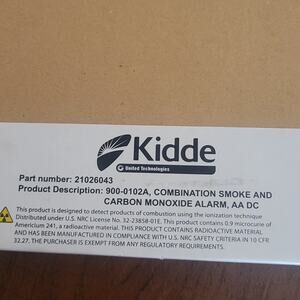 Kidde
United Technologies
Part number: 21026043
Product Description: 900-0102A, COMBINATION SMOKE AND
CARBON MONOXIDE ALARM, AA DC
This product is designed to detect products of combustion using the ionization technique
Distributed under U.S. NRC License No. 32-23858-01E. This product contains 0.9 microcurie of
Americium 241, a radioactive material. THIS PRODUCT CONTAINS RADIOACTIVE MATERIAL
AND HAS BEEN MANUFACTURED IN COMPLIANCE WITH U.S. NRC SAFETY CRITERIA IN 10 CFR
32.27. THE PURCHASER IS EXEMPT FROM ANY REGULATORY REQUIREMENTS.